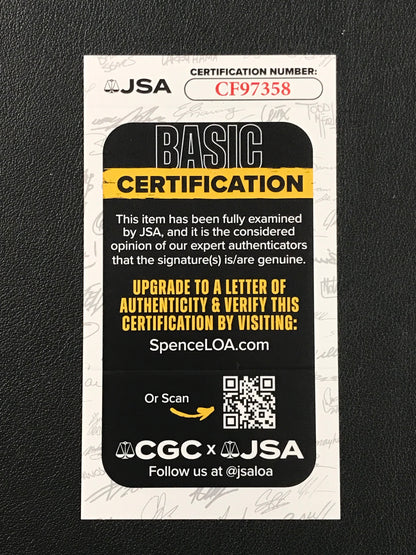 JSA
CERTIFICATION NUMBER:
CF97358
BASIC
CERTIFICATION
This item has been fully examined
by JSA, and it is the considered
opinion of our expert authenticators
that the signature(s) is/are genuine.
UPGRADE TO A LETTER OF
AUTHENTICITY & VERIFY THIS
CERTIFICATION BY VISITING:
SpenceLOA.com
Or Scan
CGC x JSA
Follow us at @jsaloa